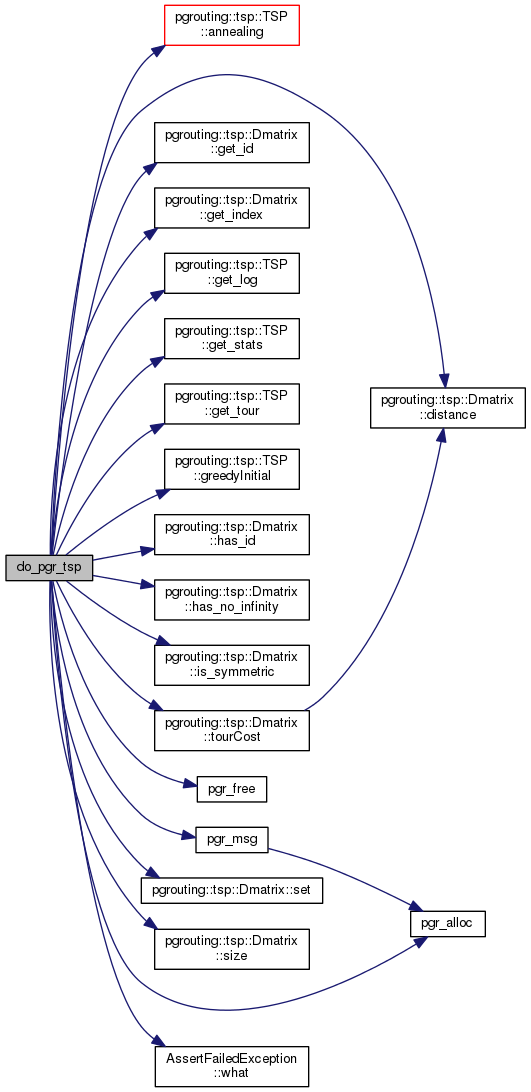 pgrouting::tsp::TSP
::annealing
pgrouting::tsp::Dmatrix
::get_id
pgrouting::tsp::Dmatrix
::get_index
pgrouting::tsp::TSP
::get_log
pgrouting::tsp::TSP
::get_stats
pgrouting::tsp::Dmatrix
::distance
pgrouting::tsp::TSP
::get_tour
pgrouting::tsp::TSP
::greedyInitial
pgrouting::tsp::Dmatrix
::has_id
do_pgr_tsp
pgrouting::tsp::Dmatrix
::has_no_infinity
pgrouting::tsp::Dmatrix
::is_symmetric
pgrouting::tsp::Dmatrix
::tourCost
pgr_free
pgr_msg
pgrouting::tsp::Dmatrix::set
pgr_alloc
pgrouting::tsp::Dmatrix
::size
AssertFailedException
::what